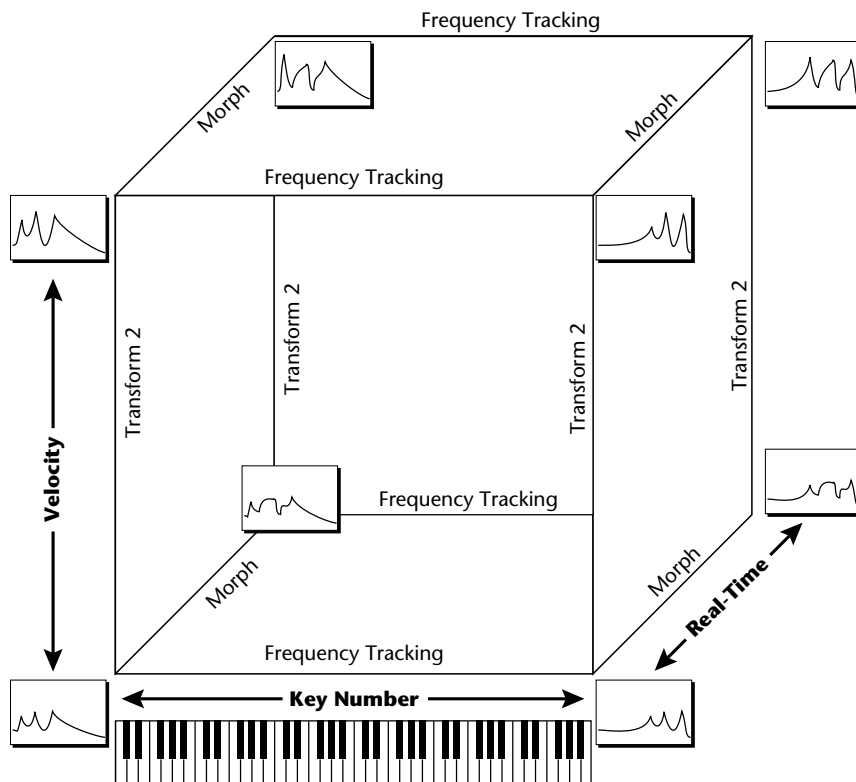 Frequency Tracking
Morph
Morph
Frequency Tracking
Transform 2
Transform 2
Transform 2
Transform 2
Velocity
Frequency Tracking
Morph
Morph
Real-Time
Frequency Tracking
Key Number